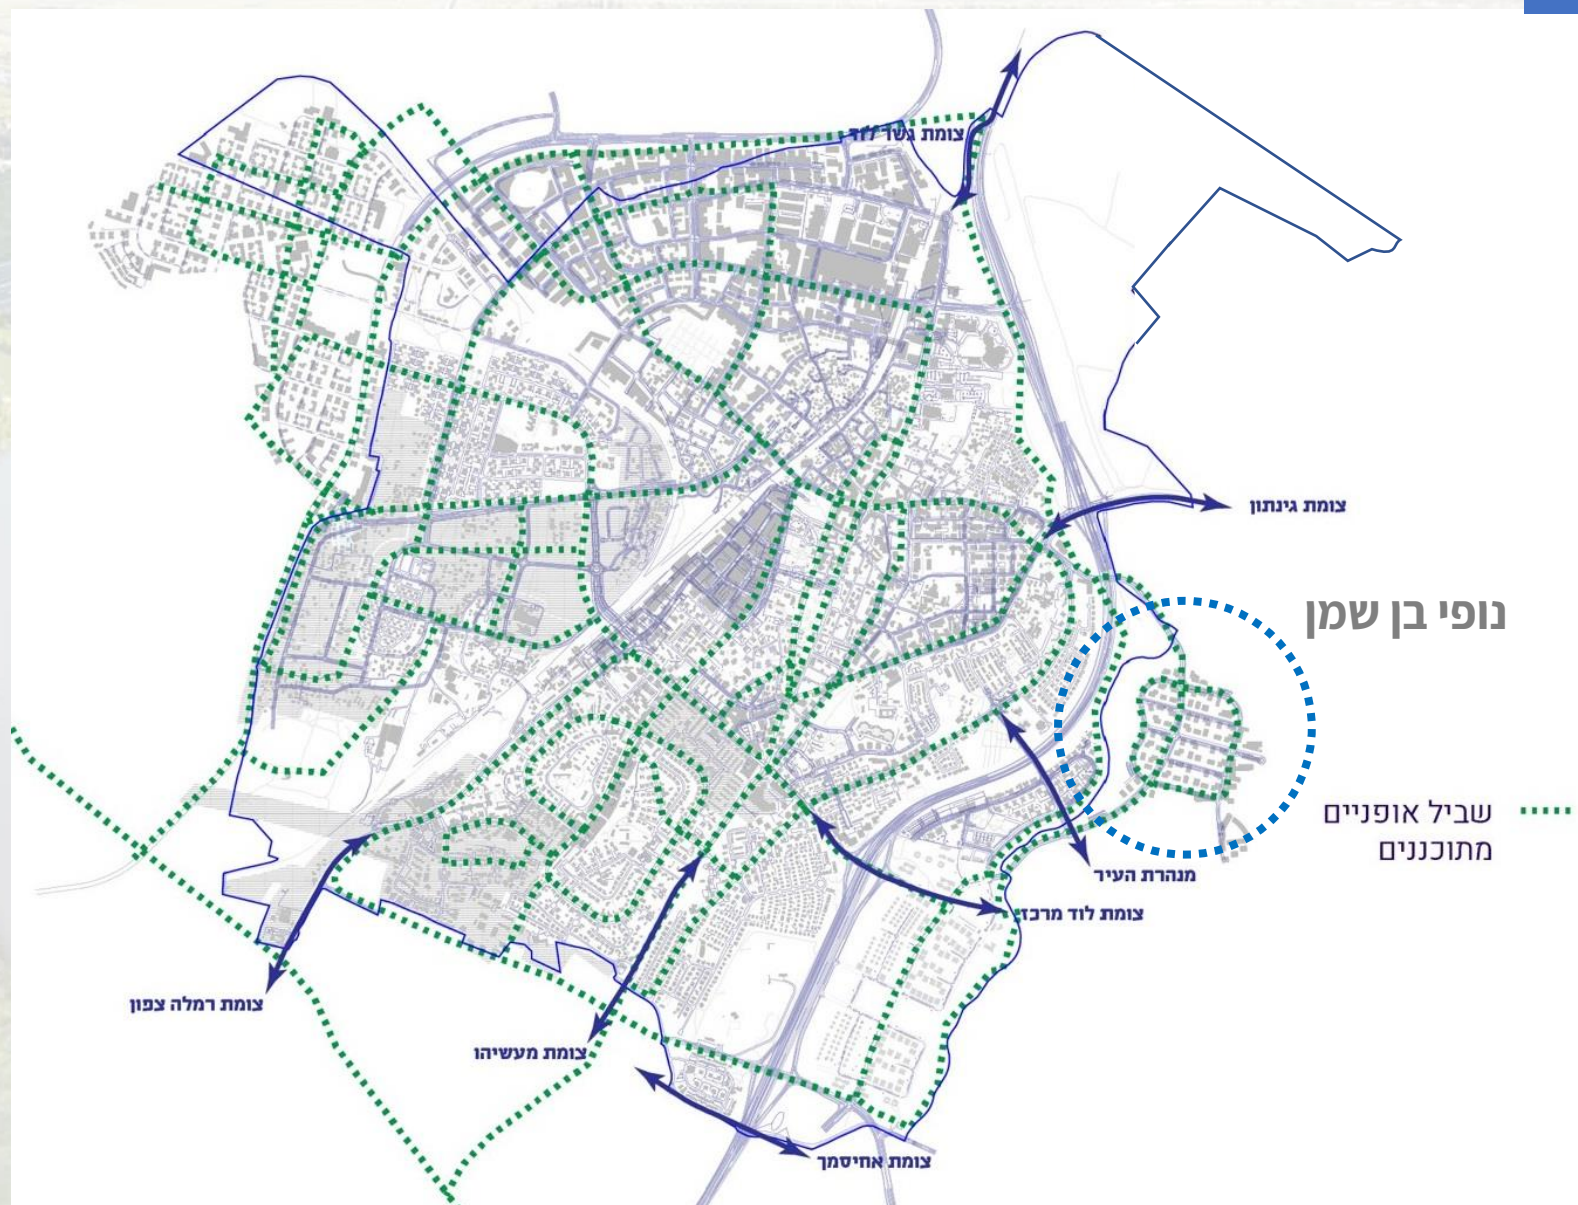 צומת גשר לוד
צומת גינתון
נופי בן שמן
שביל אופניים
מתוכננים
מנהרת העיר
צומת לוד מרכז
צומת רמלה צפון
צומת מעשיהו
צומת אחיסמך